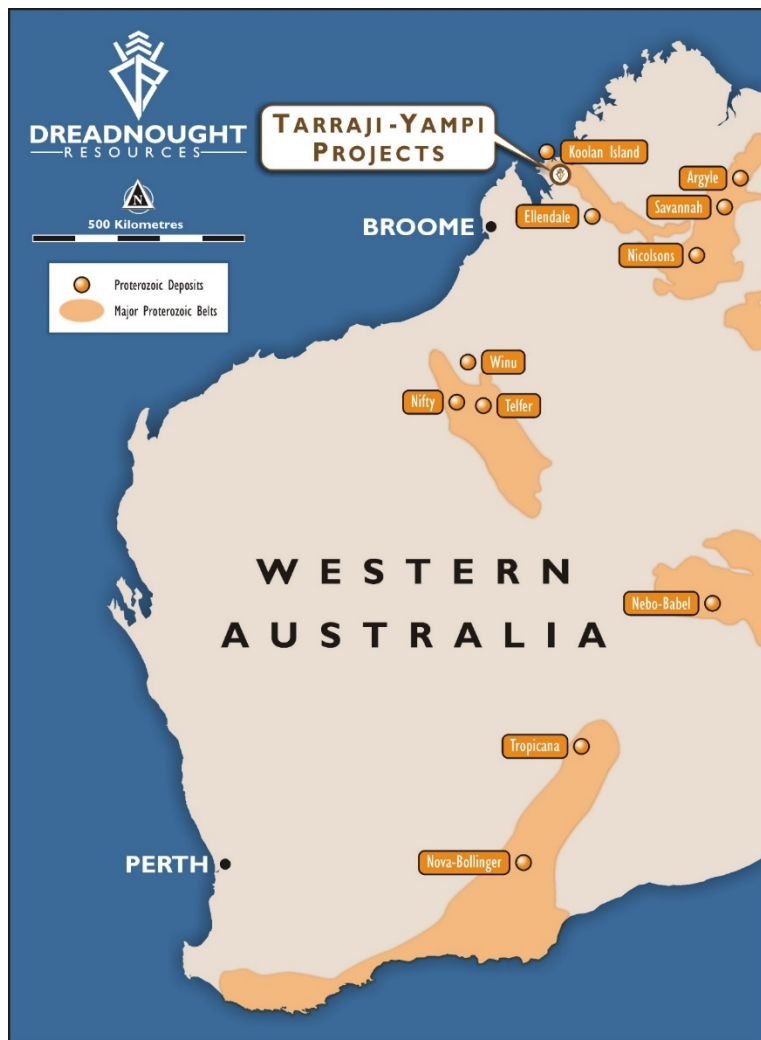 DREADNOUGHT
RESOURCES
N
500 Kilometres
Proterozoic Deposits
Major Proterozoic Belts
TARRAJI-YAMPI
PROJECTS
Koolan Island
Argyle
Savannah
Ellendale
BROOME
Nicolsons
Winu
Nifty
Telfer
WESTERN
AUSTRALIA
Nebo-Babel
Tropicana
Nova-Bollinger
PERTH